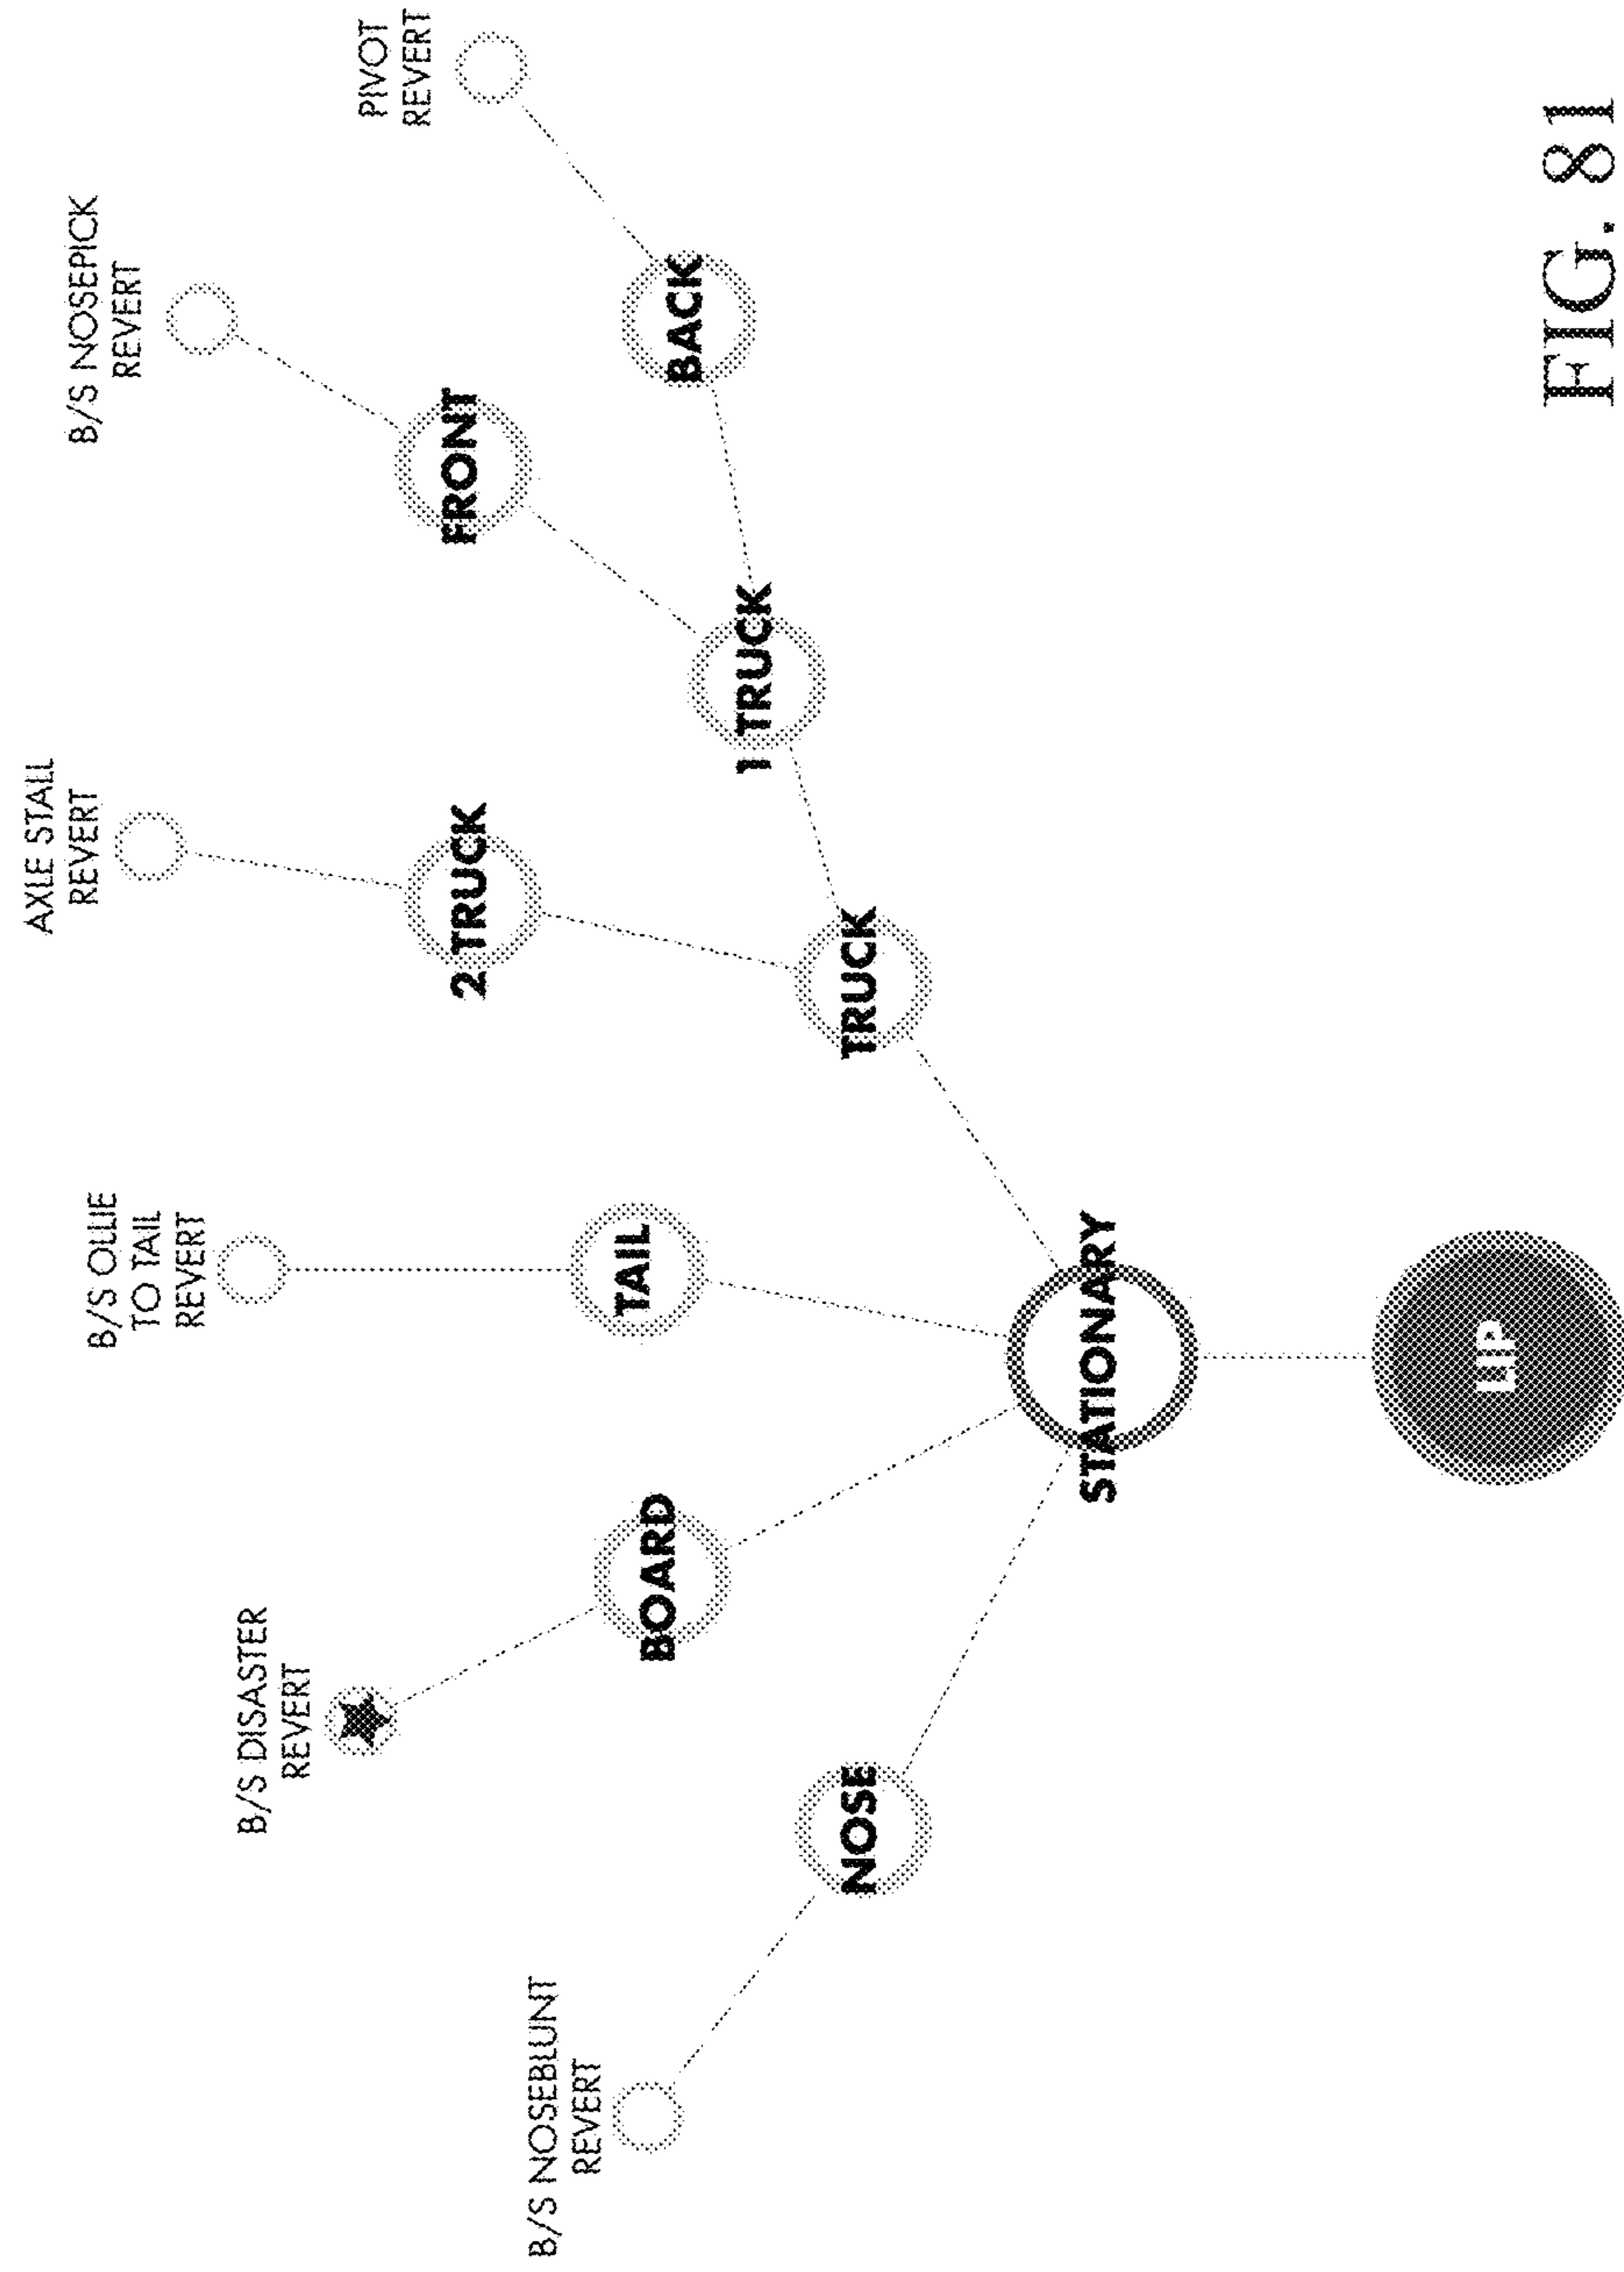 B/S NOSEBLUNT
REVERT
NOSE
B/S DISASTER
REVERT
BOARD
B/S OLLIE
TO TAIL
REVERT
TAIL
STATIONARY
LIP
AXLE STALL
REVERT
2 TRUCK
TRUCK
1 TRUCK
B/S NOSEPICK
REVERT
FRONT
BACK
PIVOT
REVERT
FIG. 81